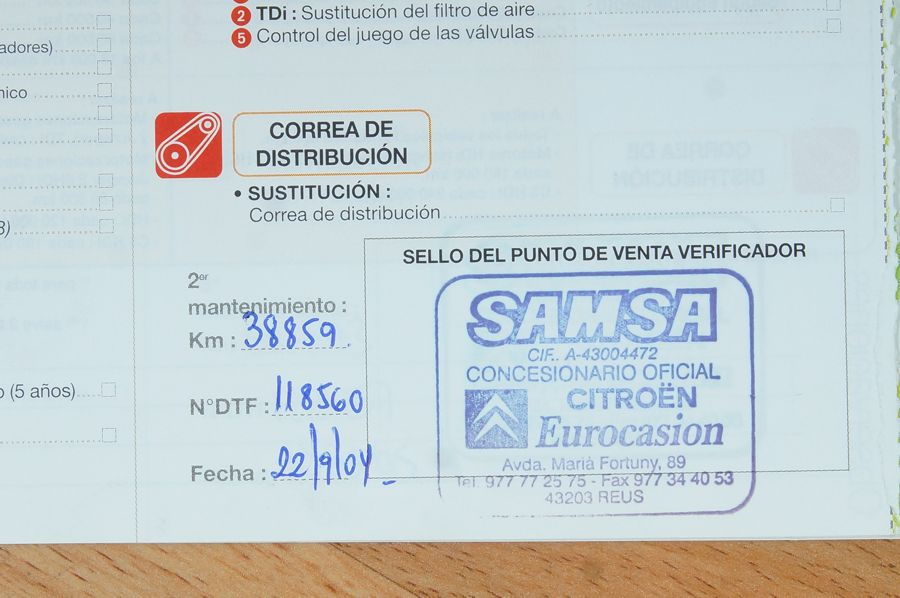 2 TDi : Sustitución del filtro de aire
5 Control del juego de las válvulas
adores)
nico
CORREA DE
DISTRIBUCIÓN
• SUSTITUCIÓN :
Correa de distribución
3)
SELLO DEL PUNTO DE VENTA VERIFICADOR
2er
mantenimiento :
Km : 38859.
o (5 años)
N°DTF : 118560
Fecha : 22/9/04
SAMSA
CIF.. A-43004472
CONCESIONARIO OFICIAL
CITROËN
Eurocasion
Avda. Marià Fortuny, 89
Tel. 977 77 25 75 - Fax 977 34 40 53
43203 REUS